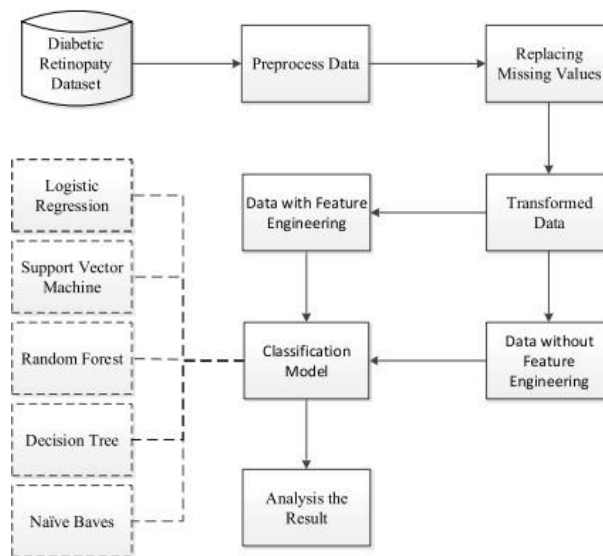 Diabetic
Retinopaty
Dataset
Preprocess Data
Replacing
Missing Values
Logistic
Regression
Data with Feature
Engineering
Transformed
Data
Support Vector
Machine
Random Forest
Classification
Model
Data without
Feature
Engineering
Decision Tree
Naïve Baves
Analysis the
Result